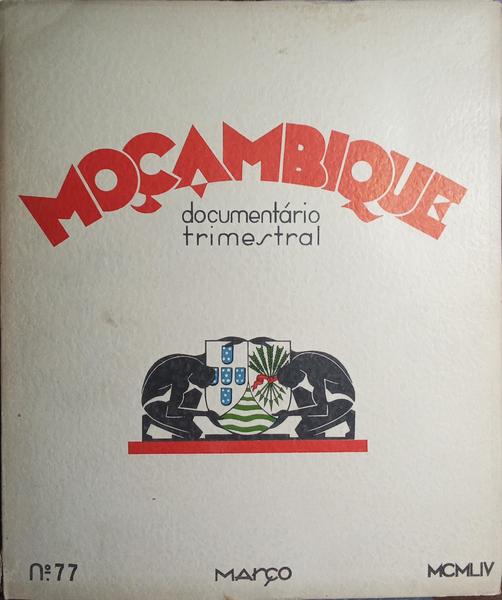 MOÇAMBIQUE
documentário
trimestral
Nº 77
MARÇO
MCMLIV